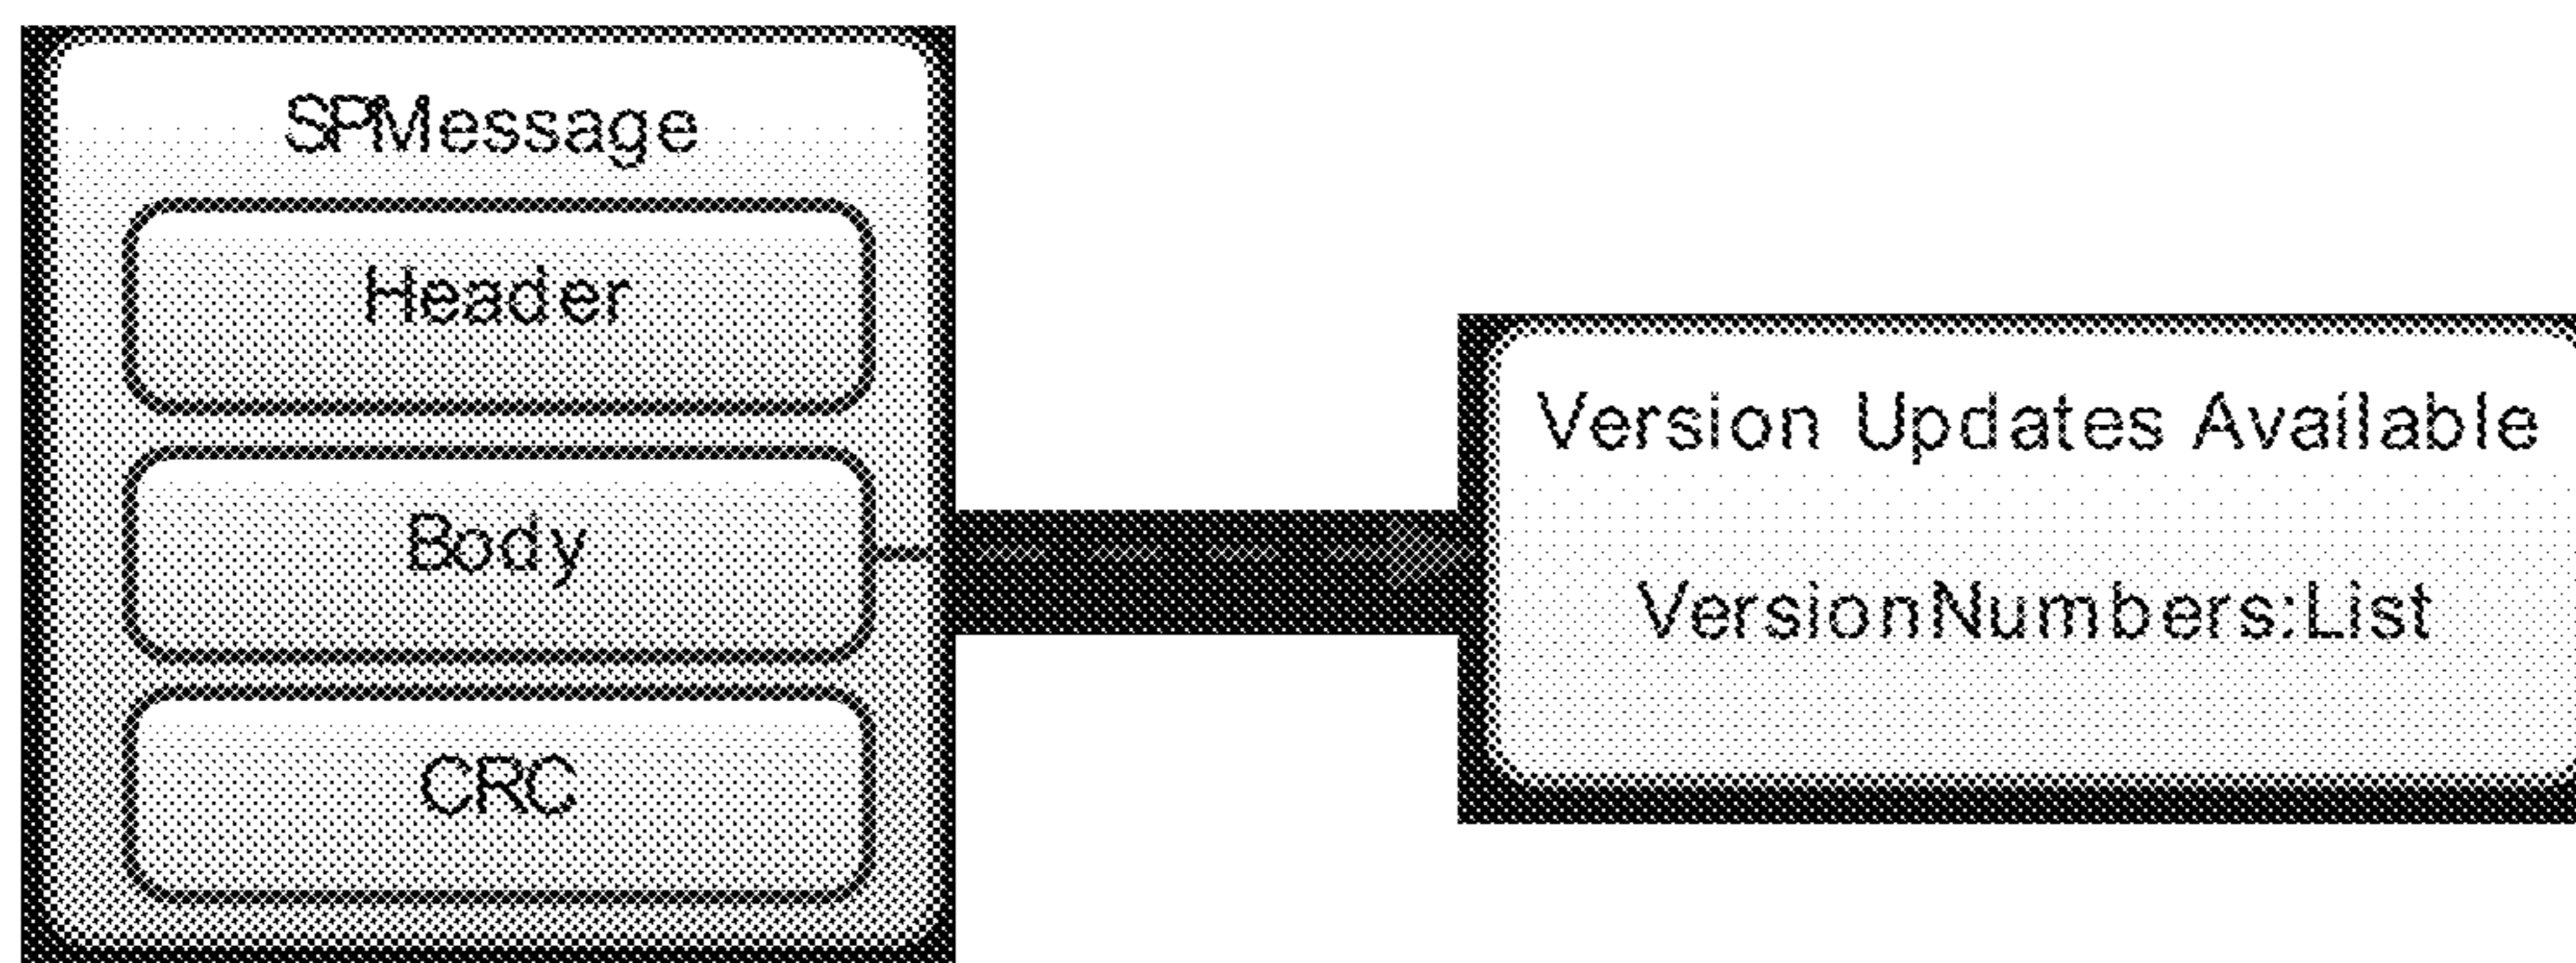 SPMessage
Header
Body
CRC
Version Updates Available
VersionNumbers:List